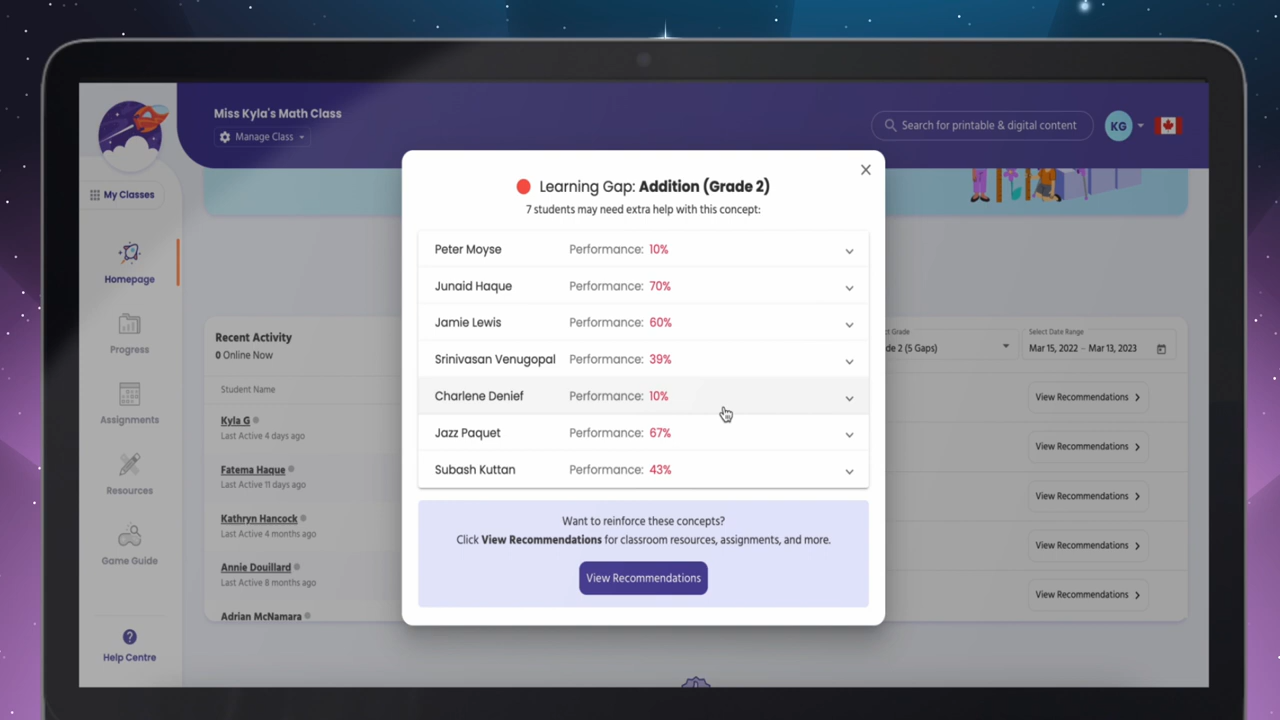 Miss Kyla's Math Class
Manage Class
Search for printable & digital content
KG
My Classes
Homepage
Progress
Assignments
Resources
Game Guide
Help Centre
Learning Gap: Addition (Grade 2)
7 students may need extra help with this concept:
Peter Moyse Performance: 10%
Junaid Haque Performance: 70%
Jamie Lewis Performance: 60%
Srinivasan Venugopal Performance: 39%
Charlene Denief Performance: 10%
Jazz Paquet Performance: 67%
Subash Kuttan Performance: 43%
Want to reinforce these concepts?
Click View Recommendations for classroom resources, assignments, and more.
View Recommendations
Recent Activity
0 Online Now
Student Name
Kyla G
Last Active 4 days ago
Fatema Haque
Last Active 11 days ago
Kathryn Hancock
Last Active 4 months ago
Annie Douillard
Last Active 8 months ago
Adrian McNamara
Grade
Select Date Range
2 (5 Gaps)
Mar 15, 2022 - Mar 13, 2023
View Recommendations
View Recommendations
View Recommendations
View Recommendations
View Recommendations